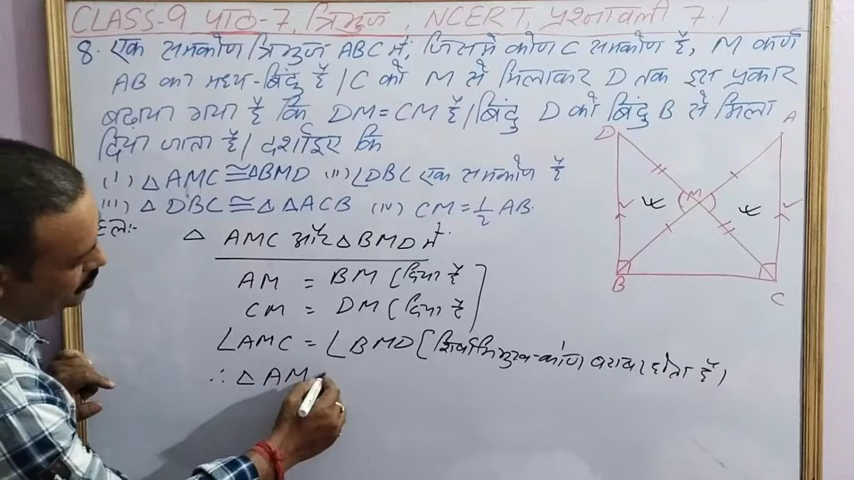 CLASS-9 पाठ-7, त्रिभुज, NCERT, प्रश्नावली 7.1
8. एक समकोण त्रिभुज ABC में, जिसमें कोण C समकोण है, M कर्ण
AB का मध्य-बिंदु है। C को M से मिलाकर D तक इस प्रकार
बढ़ाया गया है कि DM=CM है। बिंदु D को बिंदु B से मिला
दिया जाता है। दर्शाइए कि
(i) △ AMC ≅ △BMD (ii) ∠DBC एक समकोण है
(iii) △ DBC ≅ △ △ACB (iv) CM = 1/2 AB.
हल:-
△ AMC और △BMD में
AM = BM [दिया है]
CM = DM [दिया है]
∠AMC = ∠BMD [शीर्षाभिमुख-कोण बराबर होता है।
∴ △ AM
D A
M
B C